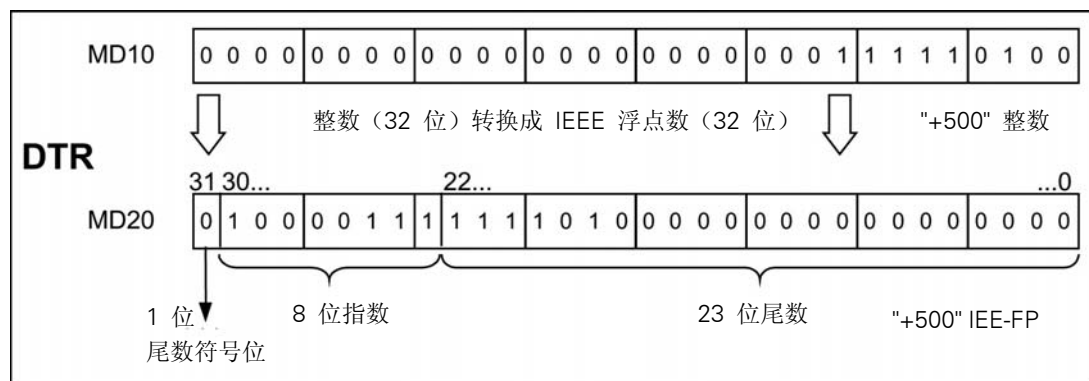 MD10 0 0 0 0 0 0 0 0 0 0 0 0 0 0 0 0 0 0 0 0 0 0 0 1 1 1 1 1 0 1 0 0
整数（32 位）转换成 IEEE 浮点数（32 位） "+500" 整数
DTR
31 30... 22... ...0
MD20 0 1 0 0 0 0 1 1 1 1 1 1 1 0 1 0 0 0 0 0 0 0 0 0 0 0 0 0 0 0 0 0
1 位 8 位指数 23 位尾数 "+500" IEE-FP
尾数符号位